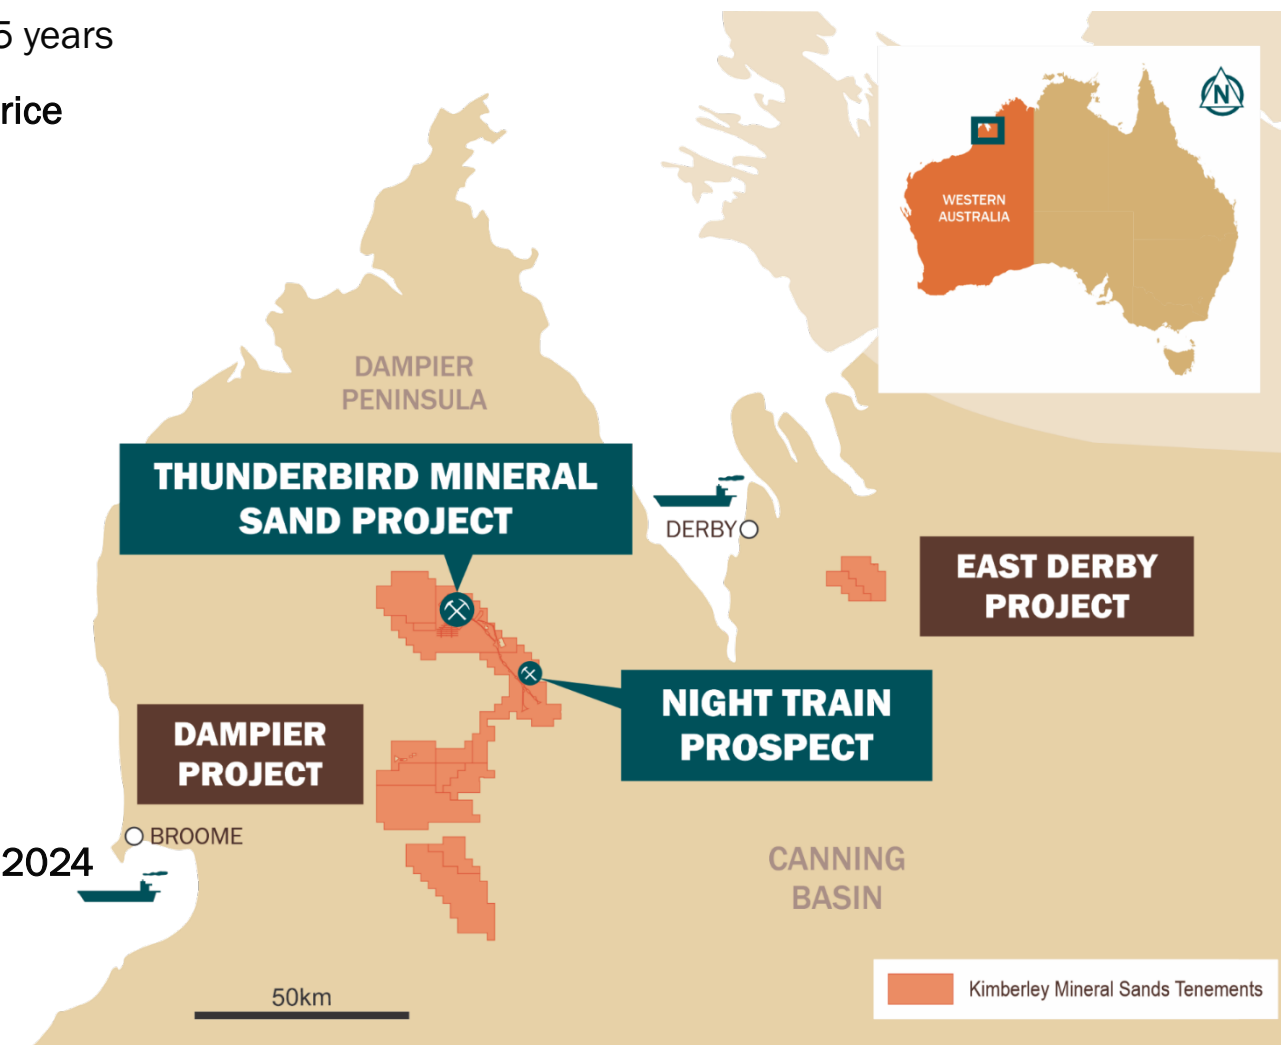 5 years
rice
N
WESTERN
AUSTRALIA
DAMPIER
PENINSULA
THUNDERBIRD MINERAL
SAND PROJECT
DERBY
EAST DERBY
PROJECT
NIGHT TRAIN
PROSPECT
DAMPIER
PROJECT
BROOME
2024
CANNING
BASIN
50km
Kimberley Mineral Sands Tenements